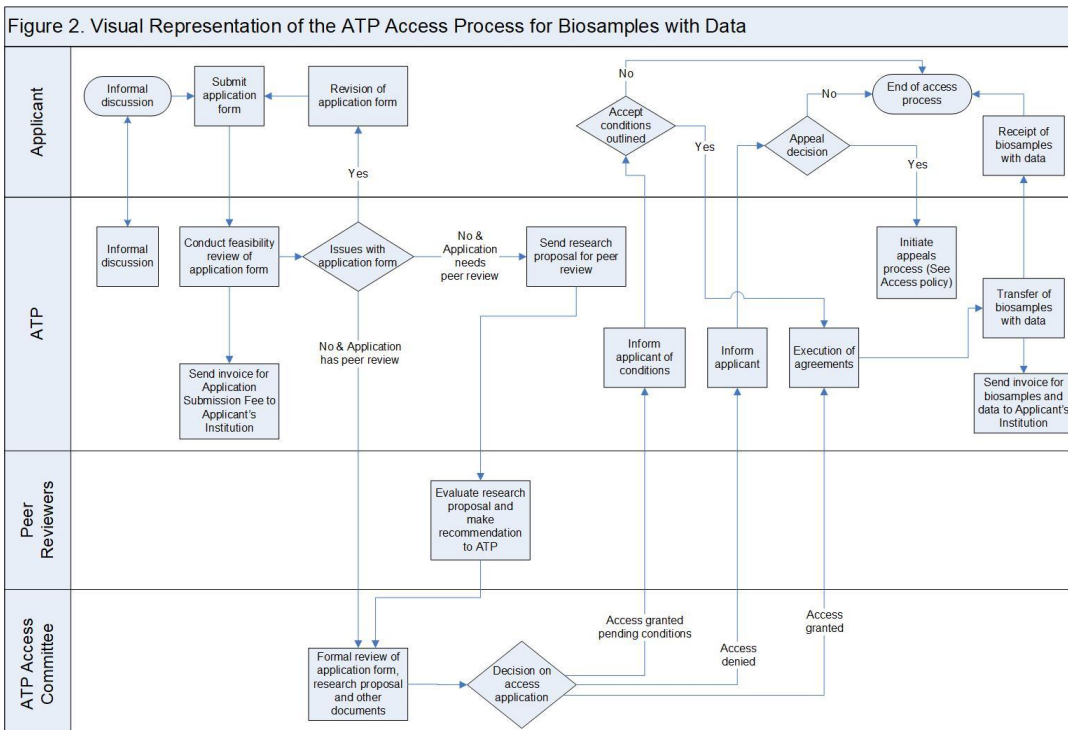 Figure 2. Visual Representation of the ATP Access Process for Biosamples with Data
Applicant
Informal
discussion
Submit
application
form
Revision of
application form
Yes
No
Accept
conditions
outlined
Yes
No
Appeal
decision
Yes
End of access
process
Receipt of
biosamples
with data
ATP
Informal
discussion
Conduct feasibility
review of
application form
Issues with
application form
No &
Application
needs
peer review
Send research
proposal for peer
review
No & Application
has peer review
Send invoice for
Application
Submission Fee to
Applicant's
Institution
Inform
applicant of
conditions
Inform
applicant
Execution of
agreements
Initiate
appeals
process (See
Access policy)
Transfer of
biosamples
with data
Send invoice for
biosamples and
data to Applicant's
Institution
Peer
Reviewers
Evaluate research
proposal and
make
recommendation
to ATP
ATP Access
Committee
Formal review of
application form,
research proposal
and other
documents
Decision on
access
application
Access granted
pending conditions
Access
denied
Access
granted